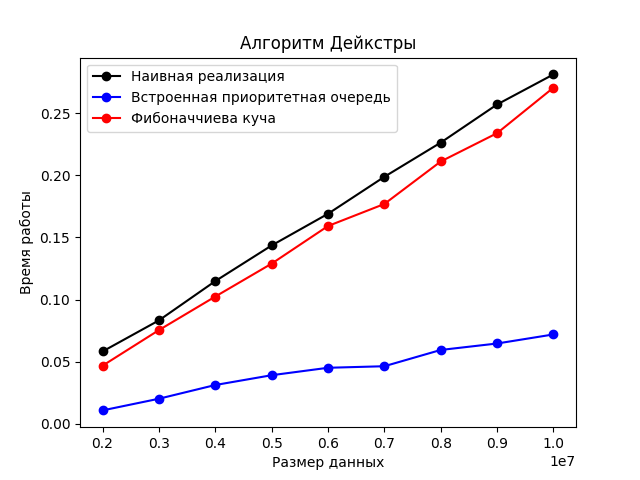 Алгоритм Дейкстры
Наивная реализация
Встроенная приоритетная очередь
Фибоначчиева куча
Время работы
0.25
0.20
0.15
0.10
0.05
0.00
0.2 0.3 0.4 0.5 0.6 0.7 0.8 0.9 1.0
1e7
Размер данных